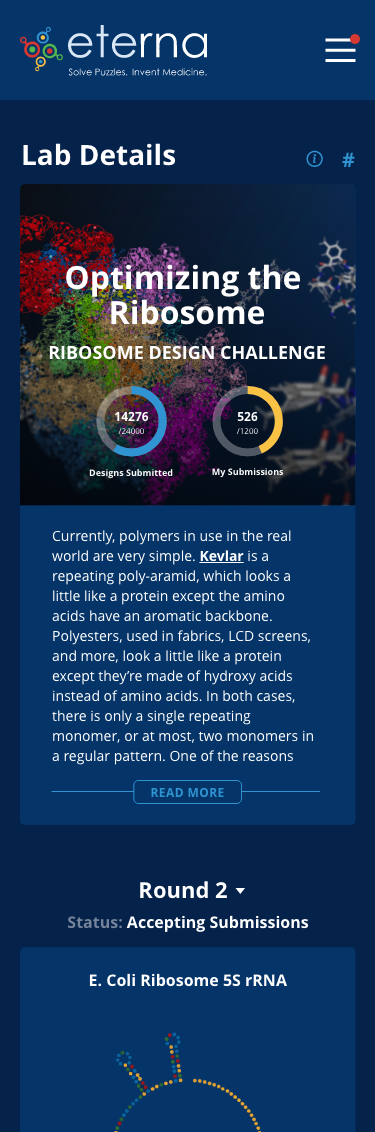 eterna
Solve Puzzles. Invent Medicine.
Lab Details
i #
Optimizing the
Ribosome
RIBOSOME DESIGN CHALLENGE
14276 526
/24000 /1200
Designs Submitted My Submissions
Currently, polymers in use in the real
world are very simple. Kevlar is a
repeating poly-aramid, which looks a
little like a protein except the amino
acids have an aromatic backbone.
Polyesters, used in fabrics, LCD screens,
and more, look a little like a protein
except they’re made of hydroxy acids
instead of amino acids. In both cases,
there is only a single repeating
monomer, or at most, two monomers in
a regular pattern. One of the reasons
READ MORE
Round 2
Status: Accepting Submissions
E. Coli Ribosome 5S rRNA